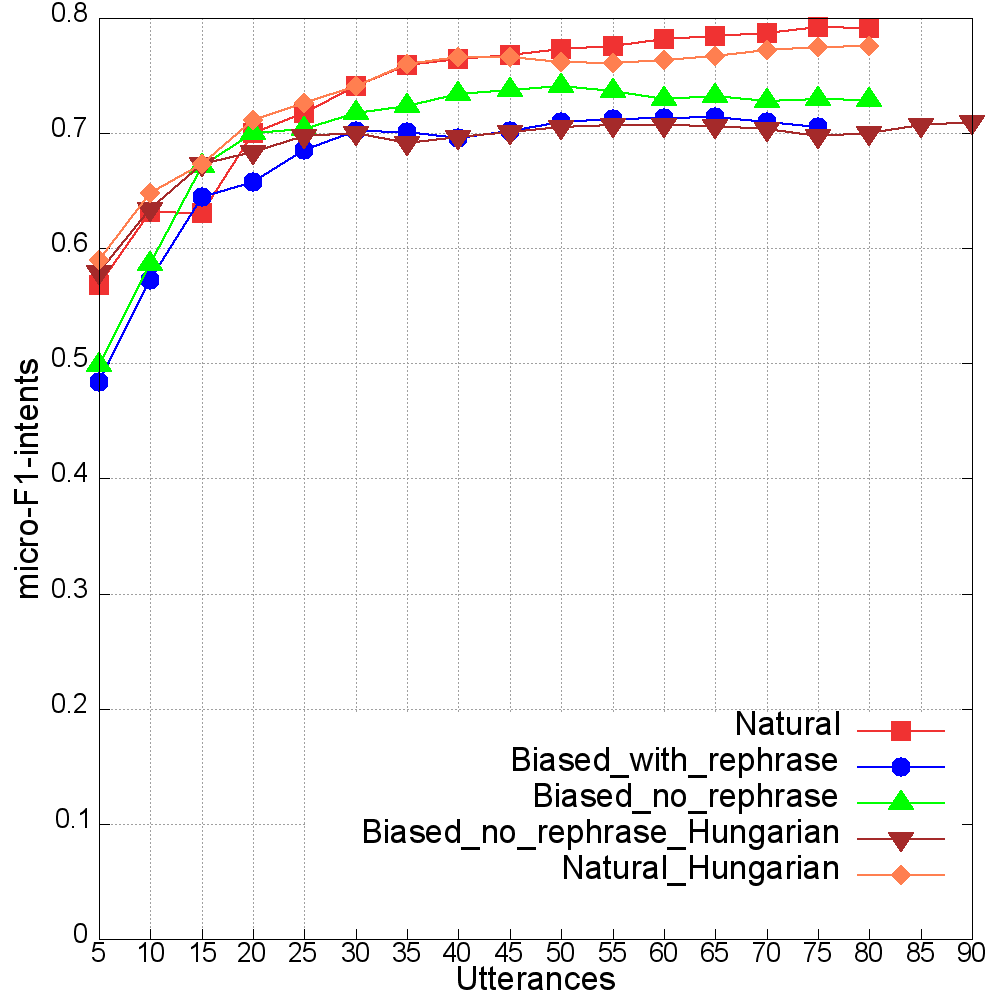 0.8
0.7
0.6
0.5
0.4
0.3
0.2
0.1
0
micro-F1-intents
Natural
Biased_with_rephrase
Biased_no_rephrase
Biased_no_rephrase_Hungarian
Natural_Hungarian
5 10 15 20 25 30 35 40 45 50 55 60 65 70 75 80 85 90
Utterances